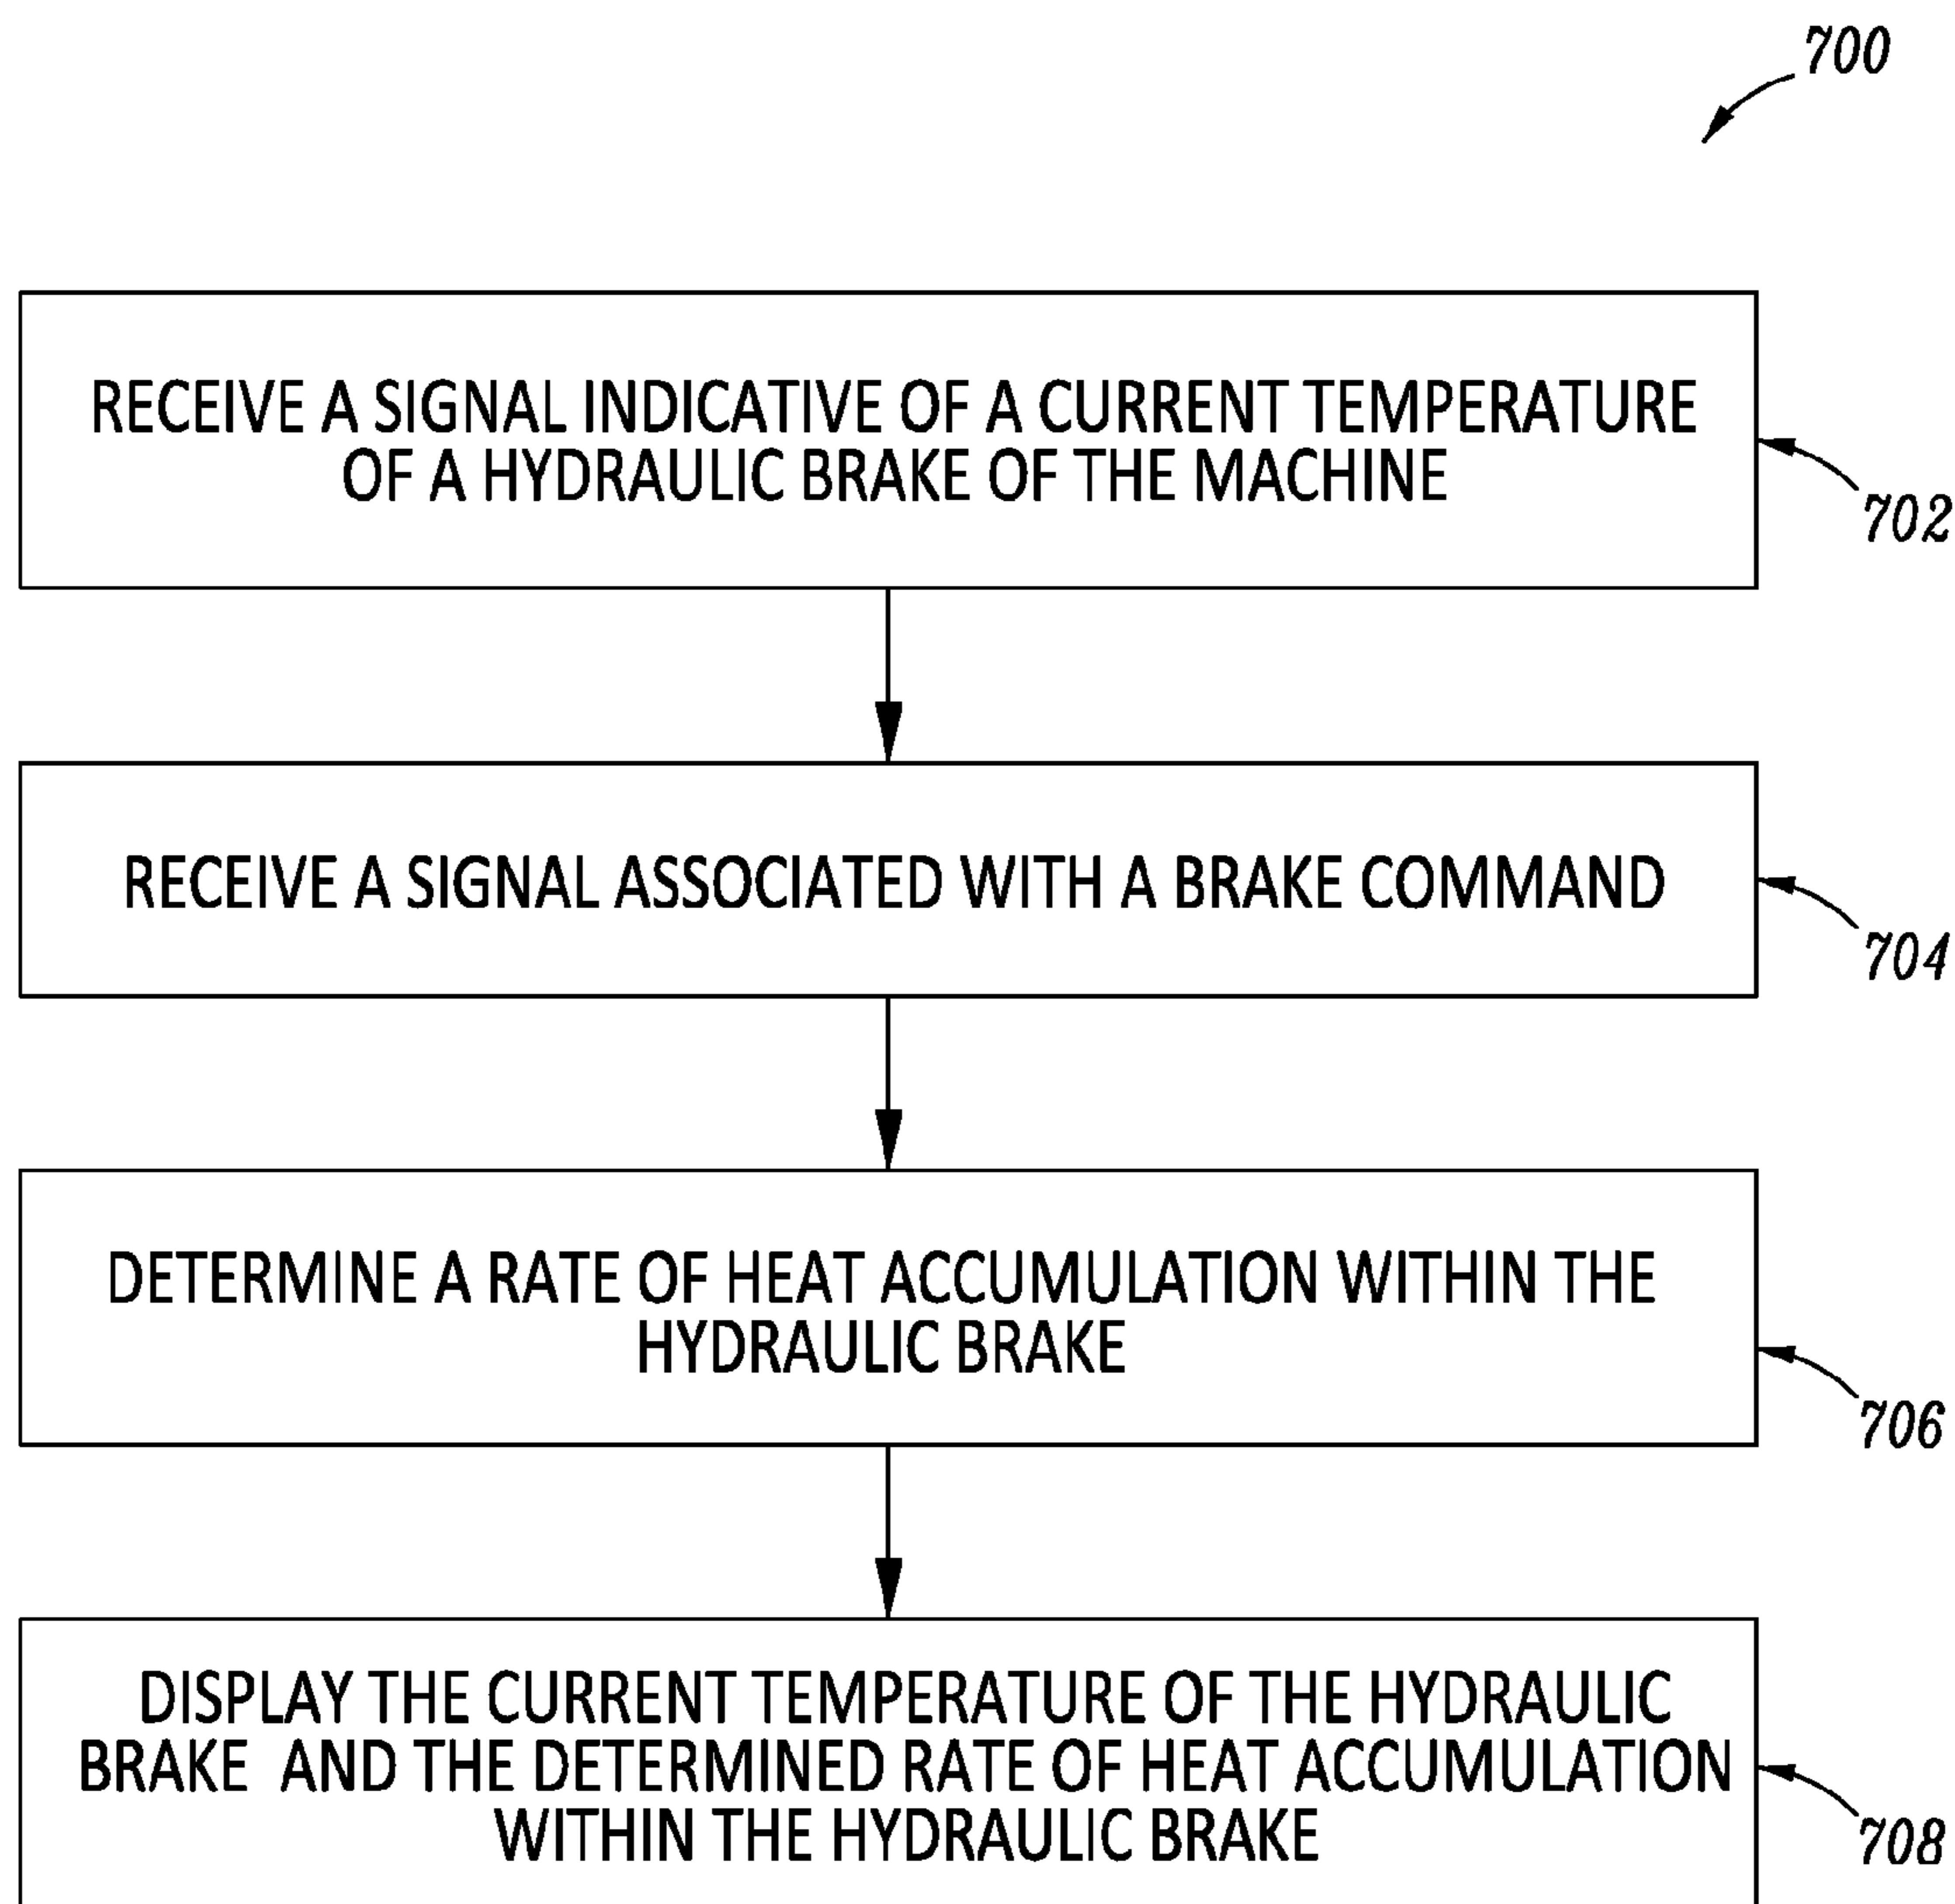 700
RECEIVE A SIGNAL INDICATIVE OF A CURRENT TEMPERATURE
OF A HYDRAULIC BRAKE OF THE MACHINE
702
RECEIVE A SIGNAL ASSOCIATED WITH A BRAKE COMMAND
704
DETERMINE A RATE OF HEAT ACCUMULATION WITHIN THE
HYDRAULIC BRAKE
706
DISPLAY THE CURRENT TEMPERATURE OF THE HYDRAULIC
BRAKE AND THE DETERMINED RATE OF HEAT ACCUMULATION
WITHIN THE HYDRAULIC BRAKE
708